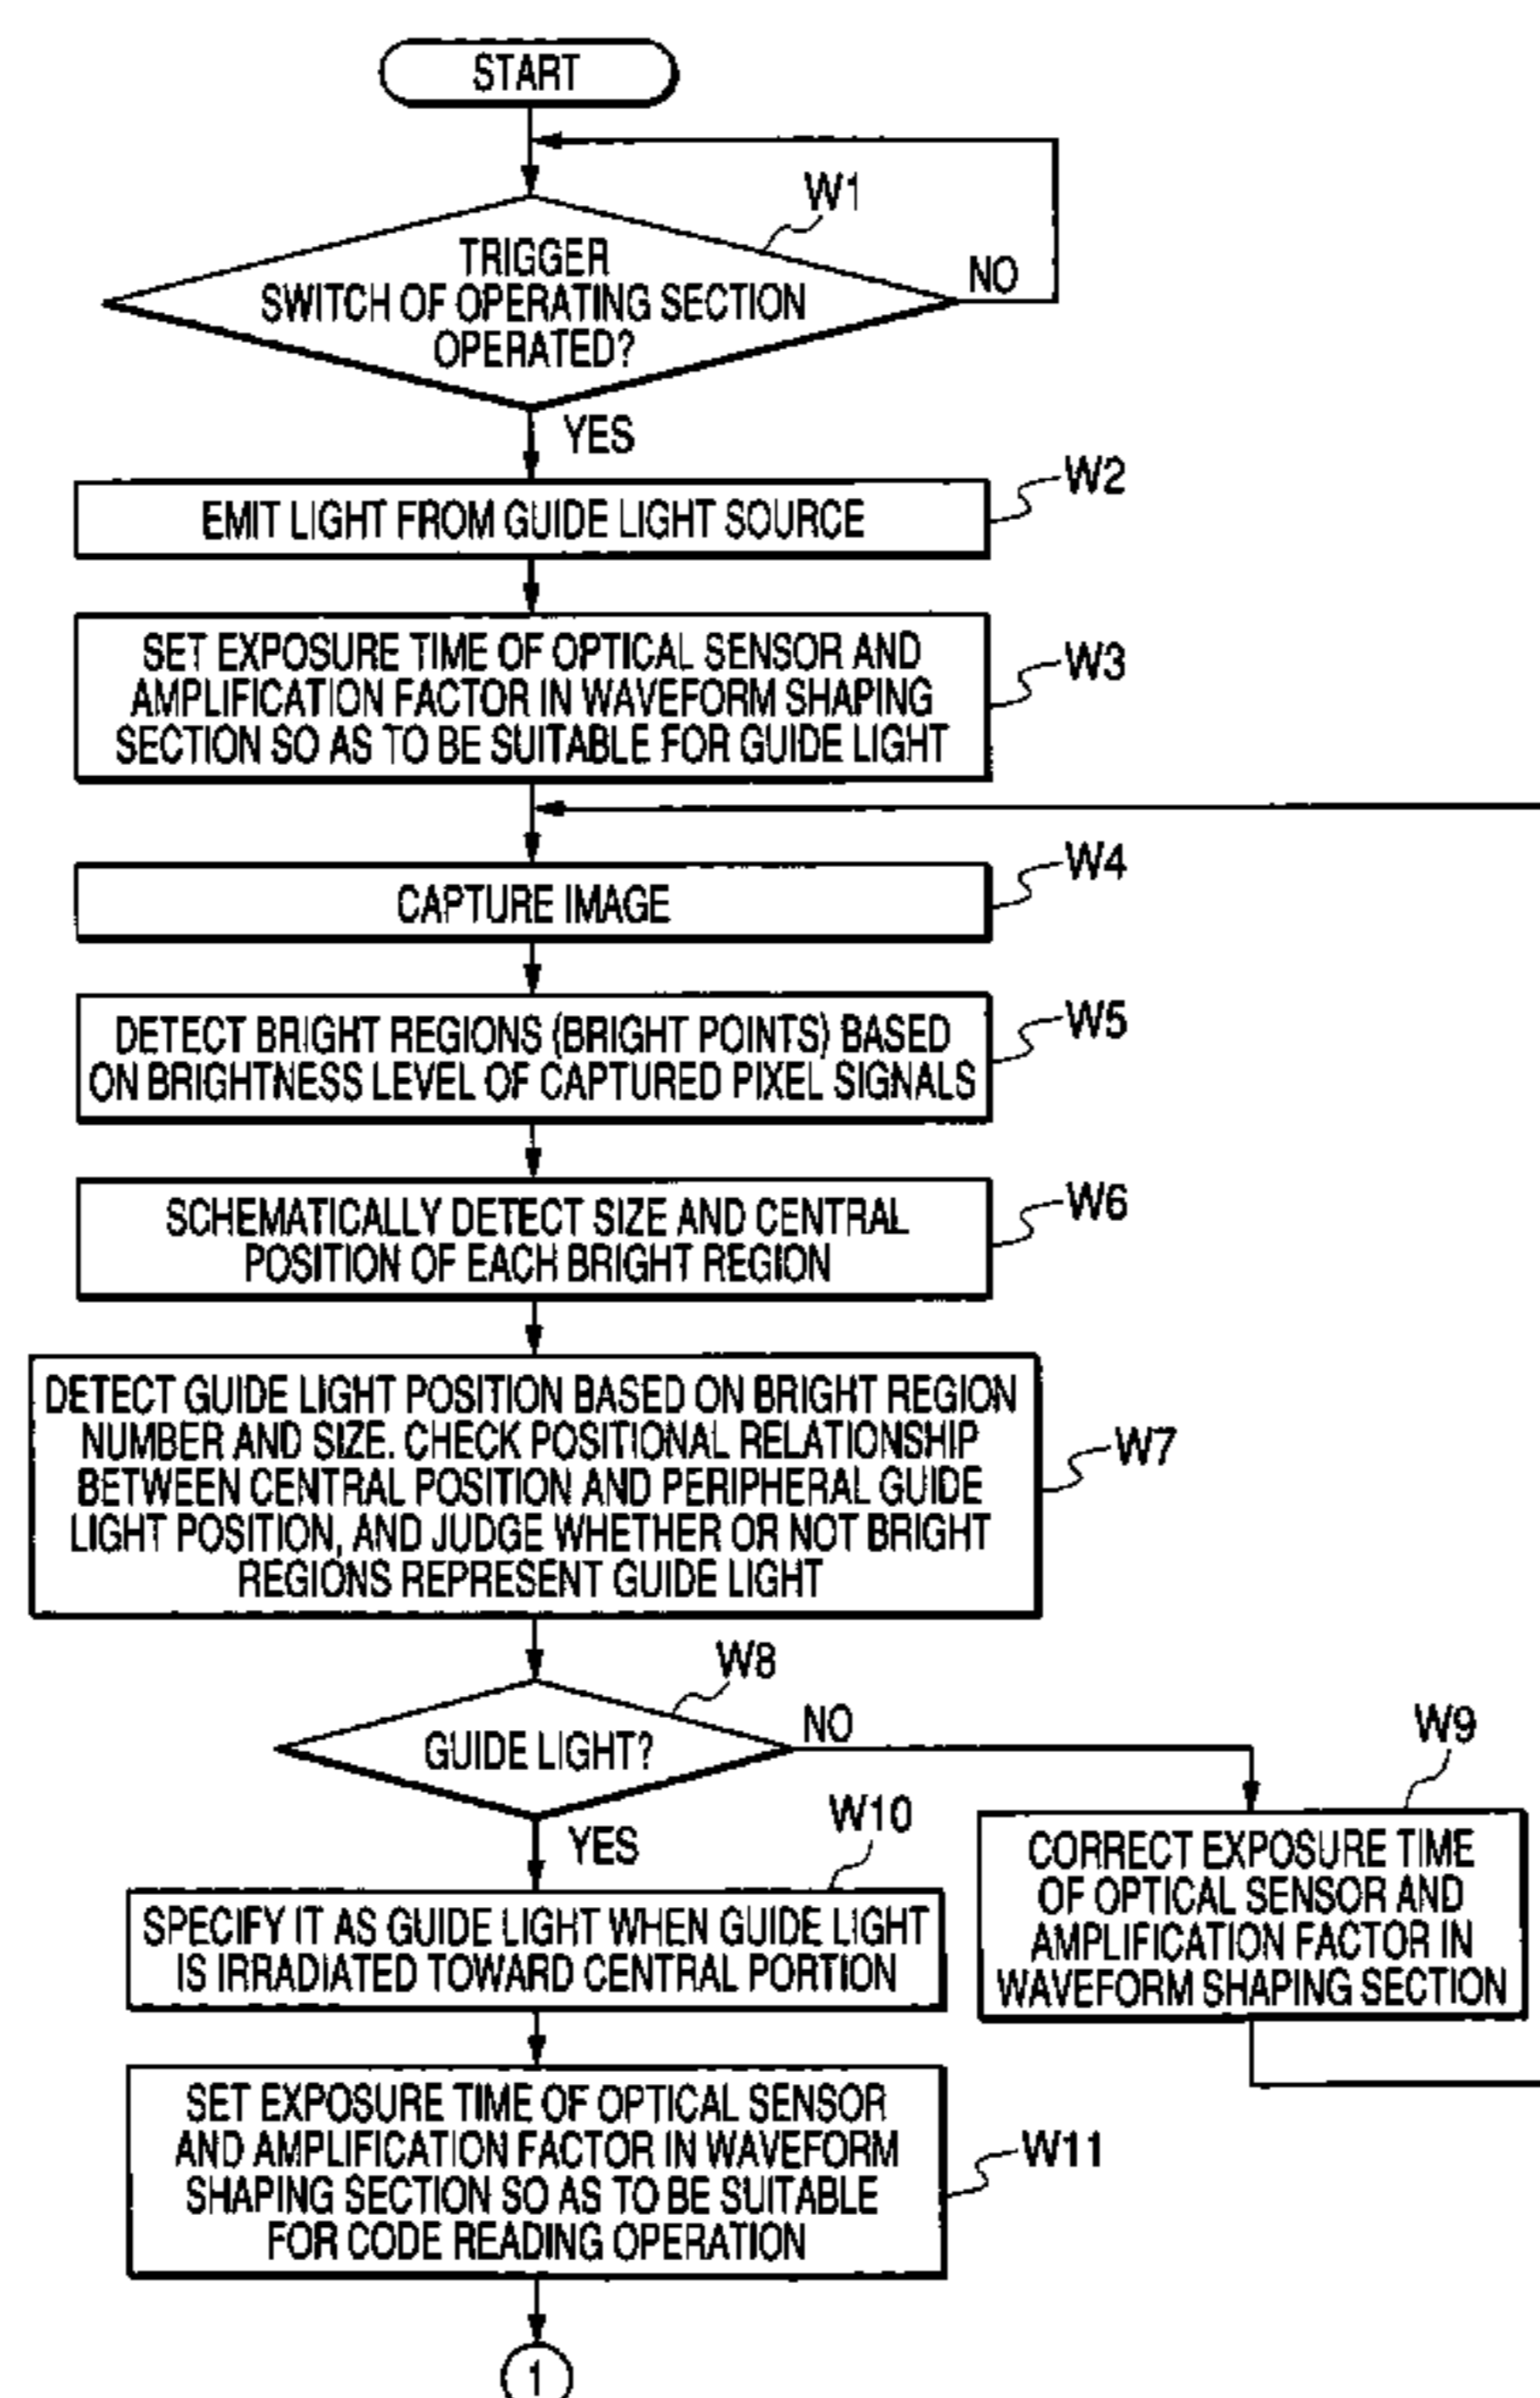 START
W1
TRIGGER
SWITCH OF OPERATING SECTION
OPERATED?
NO
YES
W2
EMIT LIGHT FROM GUIDE LIGHT SOURCE
SET EXPOSURE TIME OF OPTICAL SENSOR AND
AMPLIFICATION FACTOR IN WAVEFORM SHAPING
SECTION SO AS TO BE SUITABLE FOR GUIDE LIGHT
W3
CAPTURE IMAGE
W4
DETECT BRIGHT REGIONS (BRIGHT POINTS) BASED
ON BRIGHTNESS LEVEL OF CAPTURED PIXEL SIGNALS
W5
SCHEMATICALLY DETECT SIZE AND CENTRAL
POSITION OF EACH BRIGHT REGION
W6
DETECT GUIDE LIGHT POSITION BASED ON BRIGHT REGION
NUMBER AND SIZE. CHECK POSITIONAL RELATIONSHIP
BETWEEN CENTRAL POSITION AND PERIPHERAL GUIDE
LIGHT POSITION, AND JUDGE WHETHER OR NOT BRIGHT
REGIONS REPRESENT GUIDE LIGHT
W7
W8
GUIDE LIGHT?
NO
YES
W9
CORRECT EXPOSURE TIME
OF OPTICAL SENSOR AND
AMPLIFICATION FACTOR IN
WAVEFORM SHAPING SECTION
W10
SPECIFY IT AS GUIDE LIGHT WHEN GUIDE LIGHT
IS IRRADIATED TOWARD CENTRAL PORTION
SET EXPOSURE TIME OF OPTICAL SENSOR
AND AMPLIFICATION FACTOR IN WAVEFORM
SHAPING SECTION SO AS TO BE SUITABLE
FOR CODE READING OPERATION
W11
1